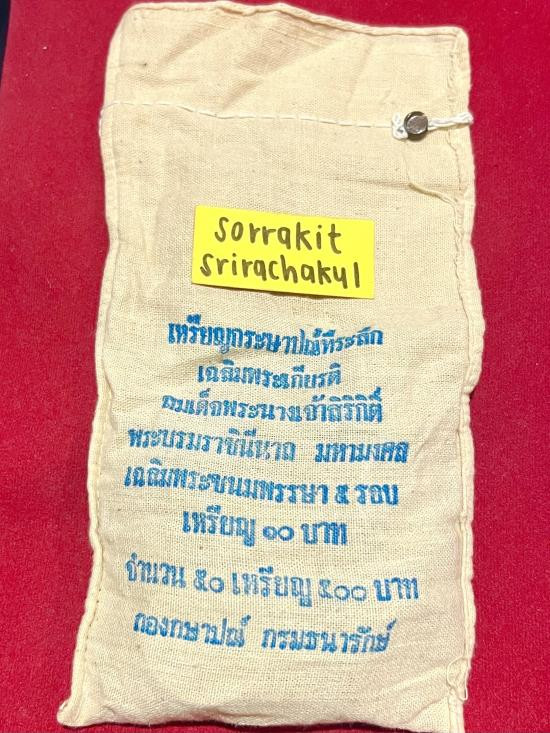 sorrakit
srirachakul
เหรียญกระษาปณ์ที่ระลึก
เฉลิมพระเกียรติ
สมเด็จพระนางเจ้าสิริกิติ์
พระบรมราชินีนาถ มหามงคล
เฉลิมพระชนมพรรษา ๕ รอบ
เหรียญ ๑๐ บาท
จำนวน ๕๐ เหรียญ ๕๐๐ บาท
กองกษาปณ์ กรมธนารักษ์